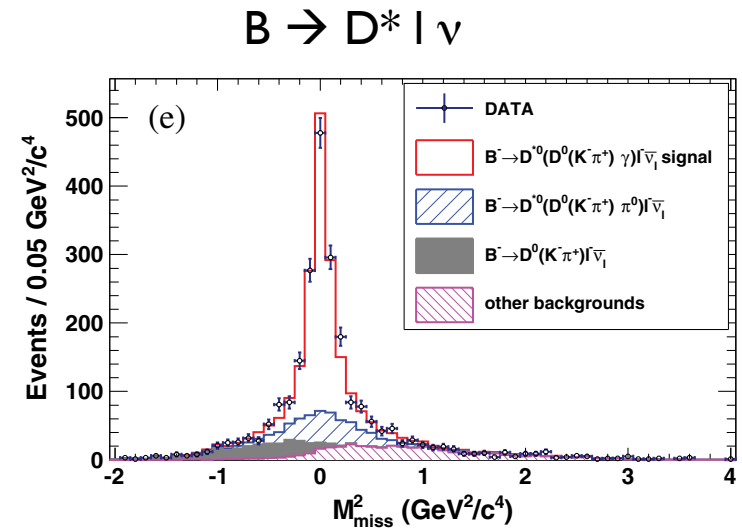 B → D* l ν
(e)
DATA
B⁻→D*⁰(D⁰(K⁻π⁺) γ)l⁻ν̄ₗ signal
B⁻→D*⁰(D⁰(K⁻π⁺) π⁰)l⁻ν̄ₗ
B⁻→D⁰(K⁻π⁺)l⁻ν̄ₗ
other backgrounds
Events / 0.05 GeV²/c⁴
500
400
300
200
100
0
-2 -1 0 1 2 3 4
M²miss (GeV²/c⁴)